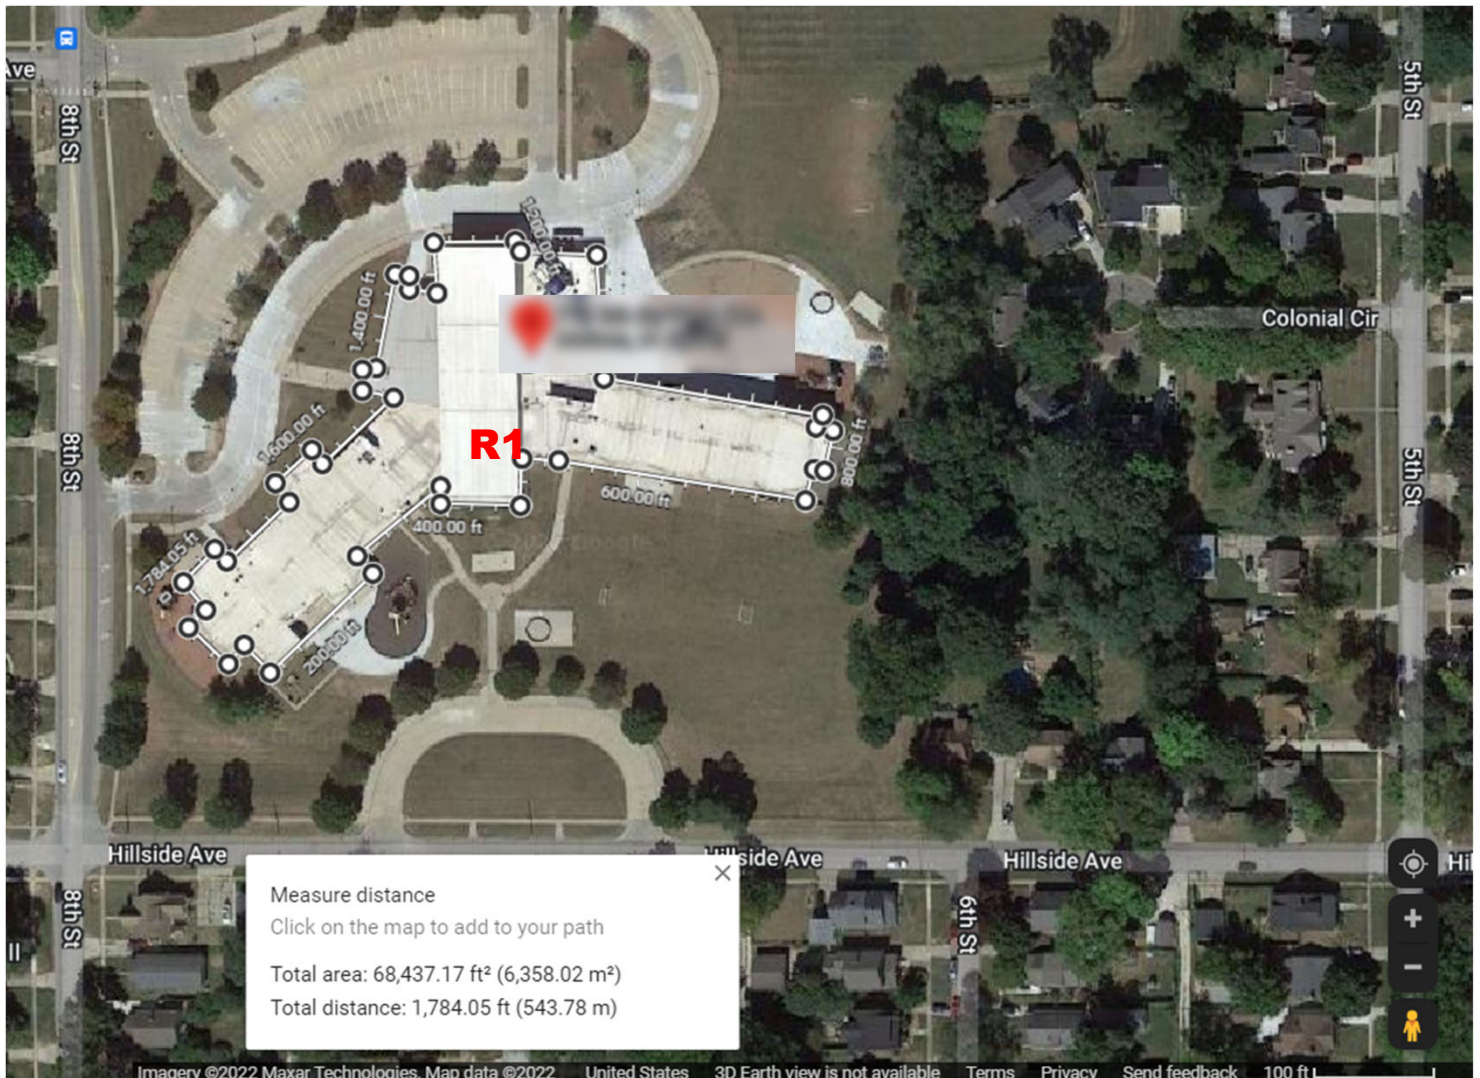 Ave
8th St
5th St
1,200.00 ft
1,400.00 ft
Colonial Cir
1,600.00 ft
R1
800.00 ft
8th St
5th St
600.00 ft
400.00 ft
1,784.05 ft
200.00 ft
Hillside Ave
Hillside Ave
Hillside Ave
Hil
Measure distance
Click on the map to add to your path
Total area: 68,437.17 ft² (6,358.02 m²)
Total distance: 1,784.05 ft (543.78 m)
8th St
6th St
ll
Imagery ©2022 Maxar Technologies, Map data ©2022 United States 3D Earth view is not available Terms Privacy Send feedback 100 ft